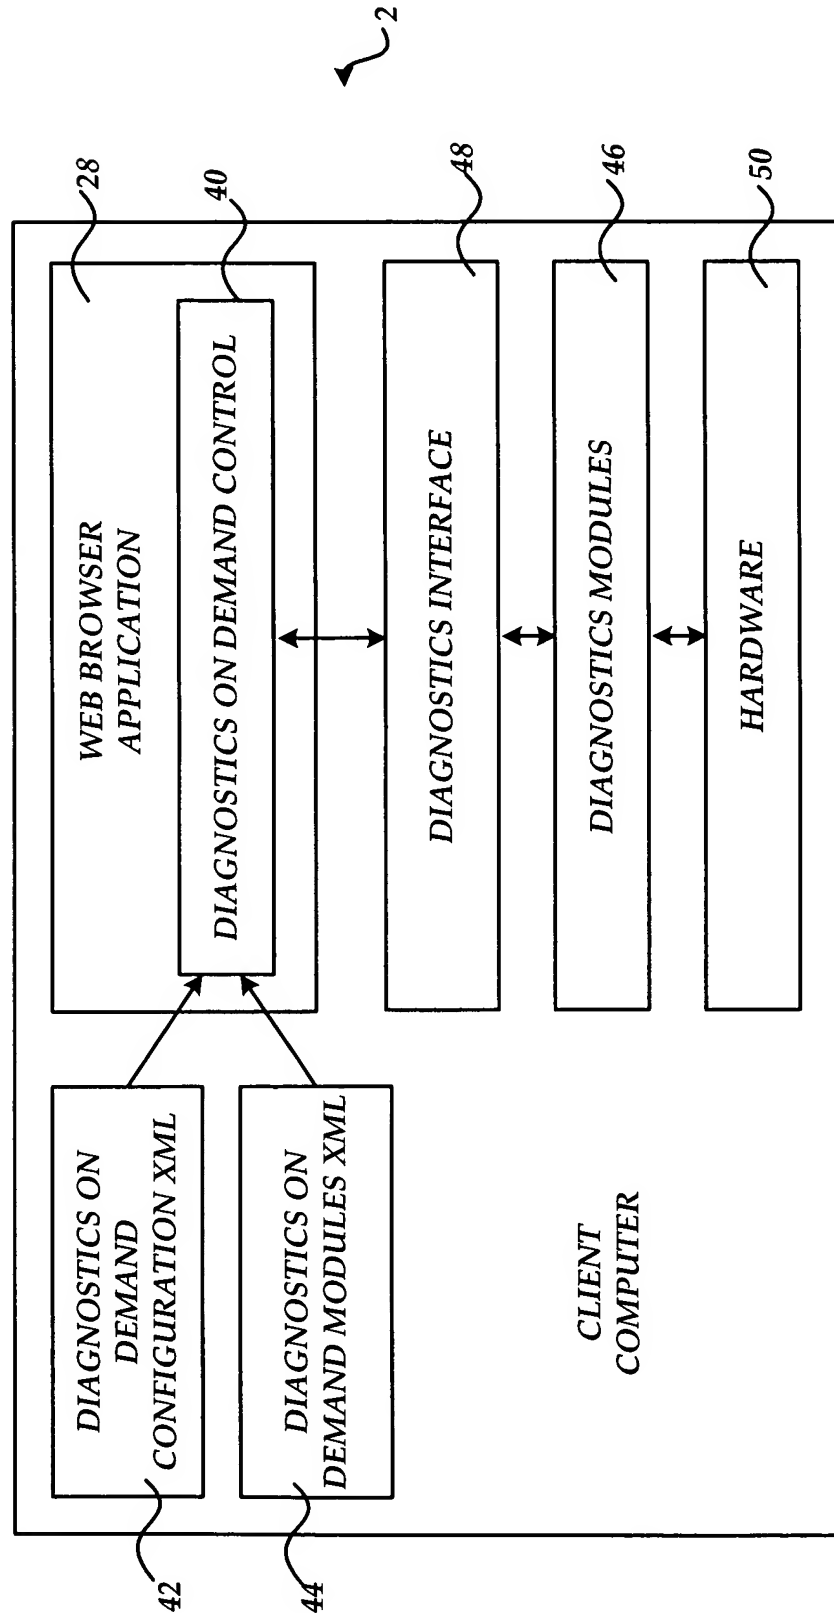 2
42
DIAGNOSTICS ON
DEMAND
CONFIGURATION XML
WEB BROWSER
APPLICATION
28
DIAGNOSTICS ON DEMAND CONTROL
40
44
DIAGNOSTICS ON
DEMAND MODULES XML
DIAGNOSTICS INTERFACE
48
DIAGNOSTICS MODULES
46
CLIENT
COMPUTER
HARDWARE
50